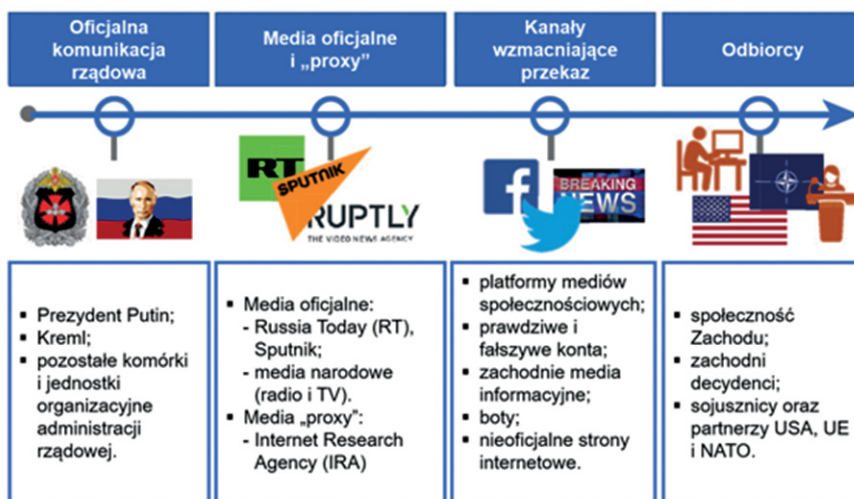 Oficjalna
komunikacja
rządowa
Media oficjalne
i „proxy”
Kanały
wzmacniające
przekaz
Odbiorcy
RT
SPUTNIK
RUPTLY
THE VIDEO NEWS AGENCY
f
BREAKING
NEWS
▪ Prezydent Putin;
▪ Kreml;
▪ pozostałe komórki
i jednostki
organizacyjne
administracji
rządowej.
▪ Media oficjalne:
- Russia Today (RT),
Sputnik;
- media narodowe
(radio i TV).
▪ Media „proxy”:
- Internet Research
Agency (IRA)
▪ platformy mediów
społecznościowych;
▪ prawdziwe i
fałszywe konta;
▪ zachodnie media
informacyjne;
▪ boty;
▪ nieoficjalne strony
internetowe.
▪ społeczność
Zachodu;
▪ zachodni
decydenci;
▪ sojusznicy oraz
partnerzy USA, UE
i NATO.